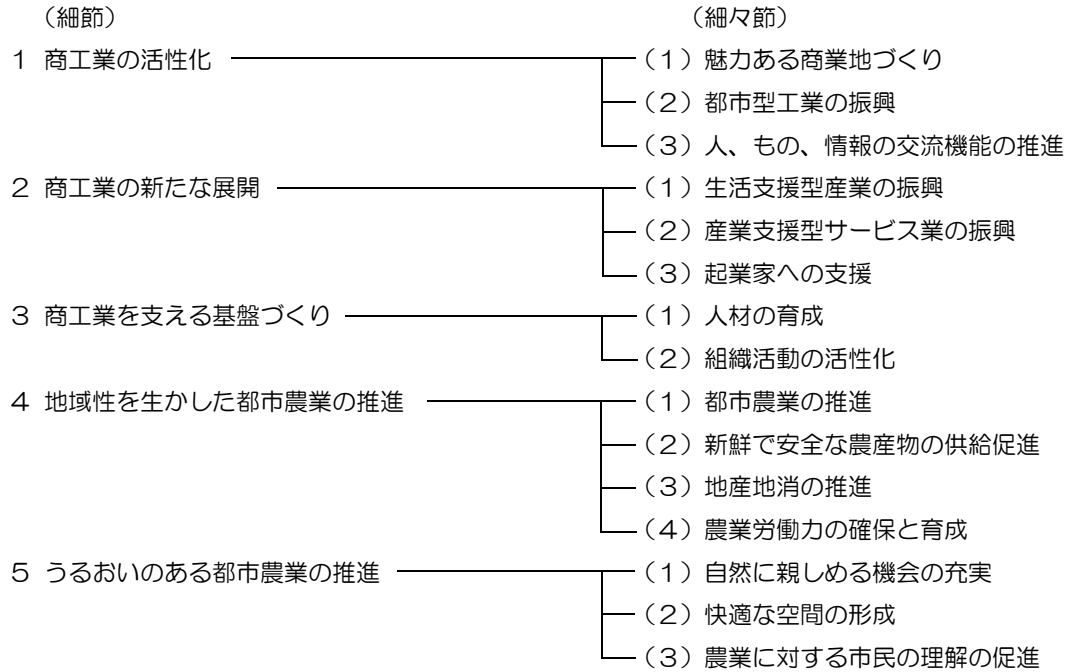 （細節） （細々節）
１ 商工業の活性化 （１）魅力ある商業地づくり
（２）都市型工業の振興
（３）人、もの、情報の交流機能の推進
２ 商工業の新たな展開 （１）生活支援型産業の振興
（２）産業支援型サービス業の振興
（３）起業家への支援
３ 商工業を支える基盤づくり （１）人材の育成
（２）組織活動の活性化
４ 地域性を生かした都市農業の推進 （１）都市農業の推進
（２）新鮮で安全な農産物の供給促進
（３）地産地消の推進
（４）農業労働力の確保と育成
５ うるおいのある都市農業の推進 （１）自然に親しめる機会の充実
（２）快適な空間の形成
（３）農業に対する市民の理解の促進